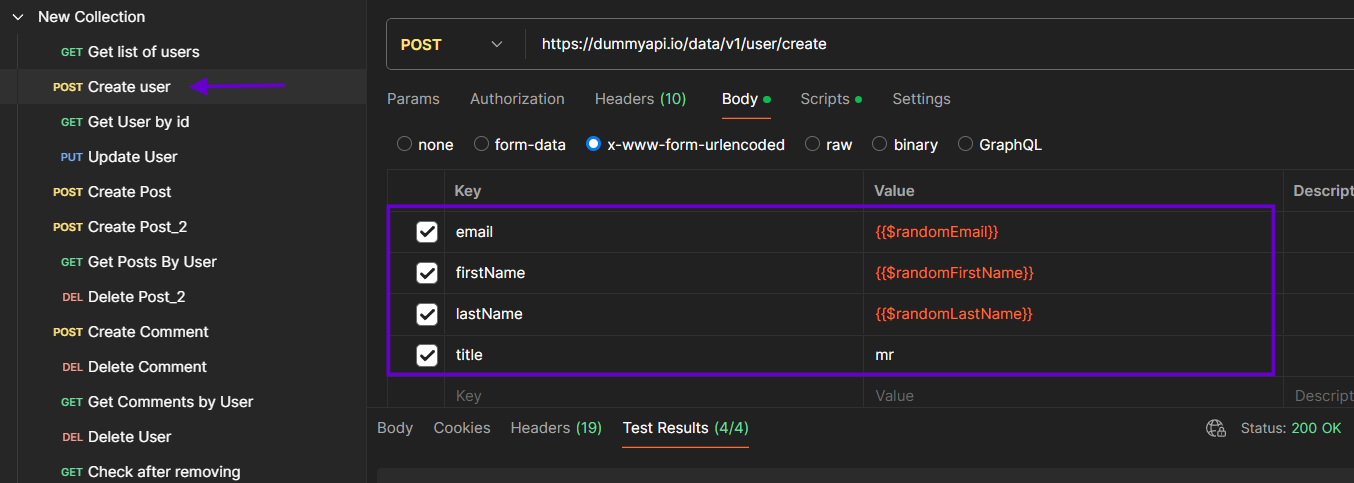 New Collection
GET Get list of users
POST Create user
GET Get User by id
PUT Update User
POST Create Post
POST Create Post_2
GET Get Posts By User
DEL Delete Post_2
POST Create Comment
DEL Delete Comment
GET Get Comments by User
DEL Delete User
GET Check after removing
POST https://dummyapi.io/data/v1/user/create
Params Authorization Headers (10) Body Scripts Settings
none form-data x-www-form-urlencoded raw binary GraphQL
Key Value Descript
email {{$randomEmail}}
firstName {{$randomFirstName}}
lastName {{$randomLastName}}
title mr
Key Value Descript
Body Cookies Headers (19) Test Results (4/4) Status: 200 OK